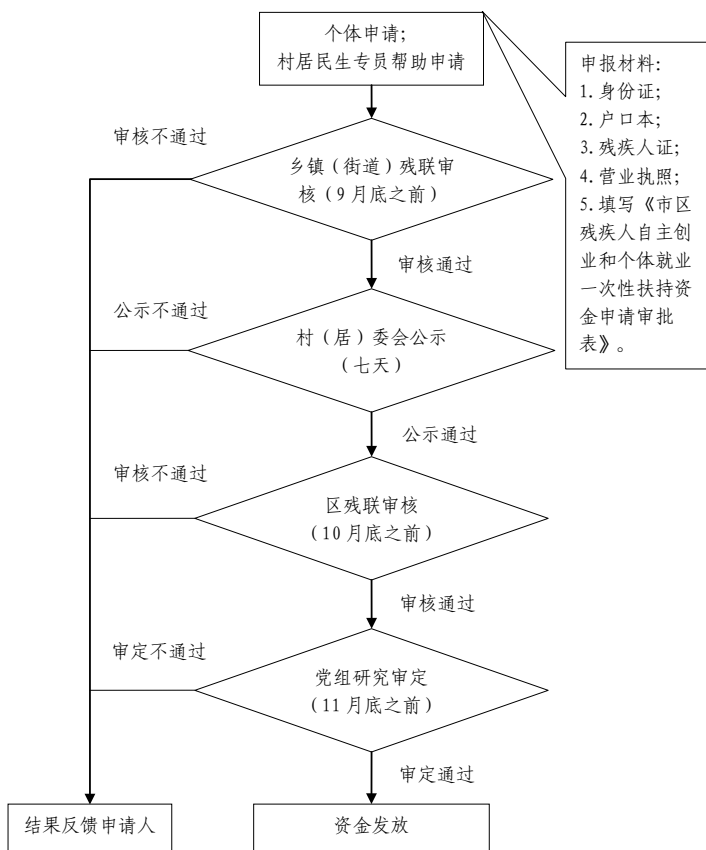 个体申请;
村居民生专员帮助申请
申报材料:
1. 身份证;
2. 户口本;
3. 残疾人证;
4. 营业执照;
5. 填写《市区
残疾人自主创
业和个体就业
一次性扶持资
金申请审批
表》。
审核不通过
乡镇（街道）残联审
核（9月底之前）
审核通过
公示不通过
村（居）委会公示
（七天）
公示通过
审核不通过
区残联审核
（10月底之前）
审核通过
审定不通过
党组研究审定
（11月底之前）
审定通过
结果反馈申请人
资金发放